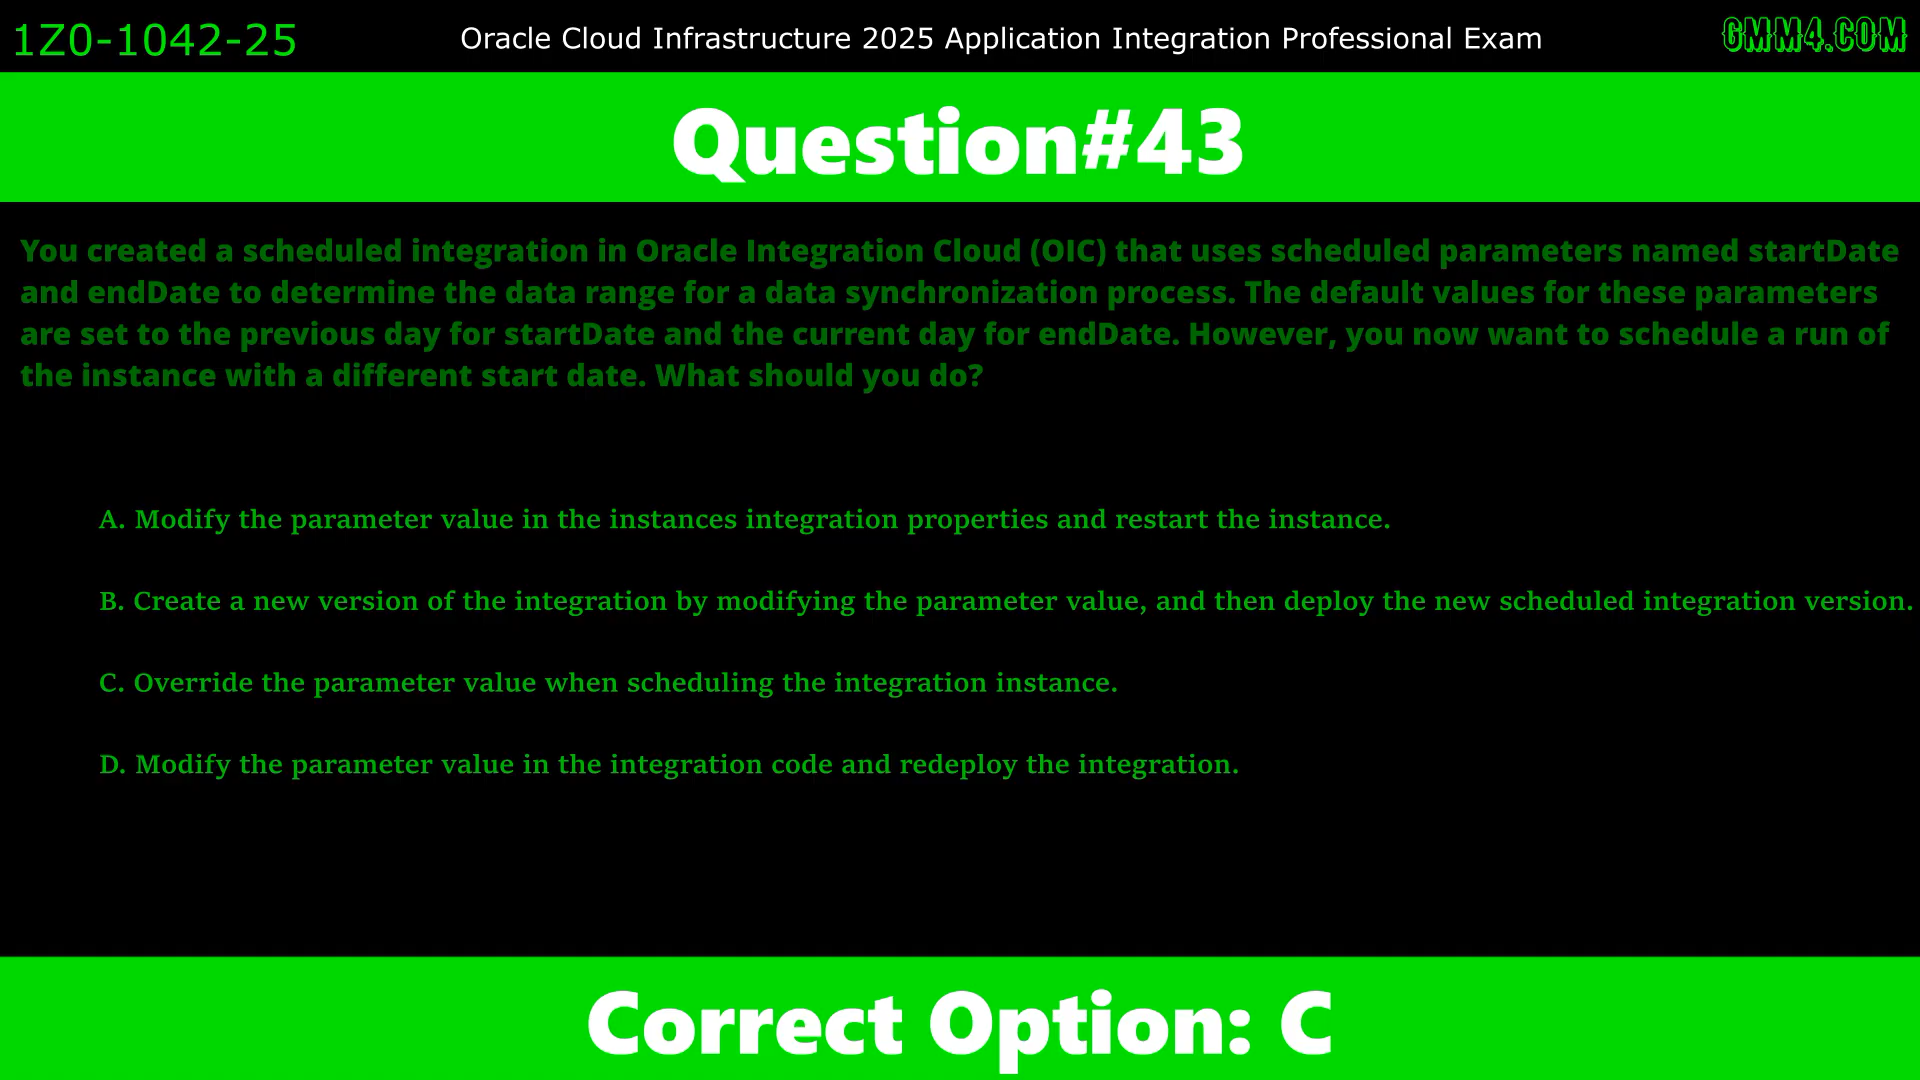 1Z0-1042-25
Oracle Cloud Infrastructure 2025 Application Integration Professional Exam
GMM4.COM
Question#43
You created a scheduled integration in Oracle Integration Cloud (OIC) that uses scheduled parameters named startDate
and endDate to determine the data range for a data synchronization process. The default values for these parameters
are set to the previous day for startDate and the current day for endDate. However, you now want to schedule a run of
the instance with a different start date. What should you do?
A. Modify the parameter value in the instances integration properties and restart the instance.
B. Create a new version of the integration by modifying the parameter value, and then deploy the new scheduled integration version.
C. Override the parameter value when scheduling the integration instance.
D. Modify the parameter value in the integration code and redeploy the integration.
Correct Option: C